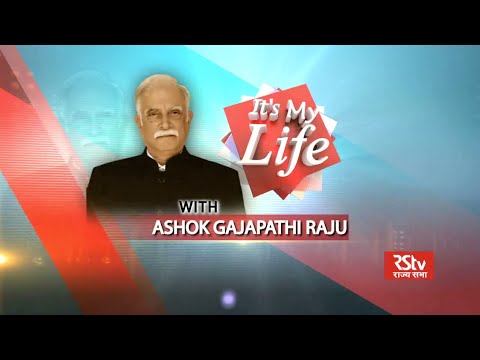 It's My
Life
WITH
ASHOK GAJAPATHI RAJU
RStv
राज्य सभा